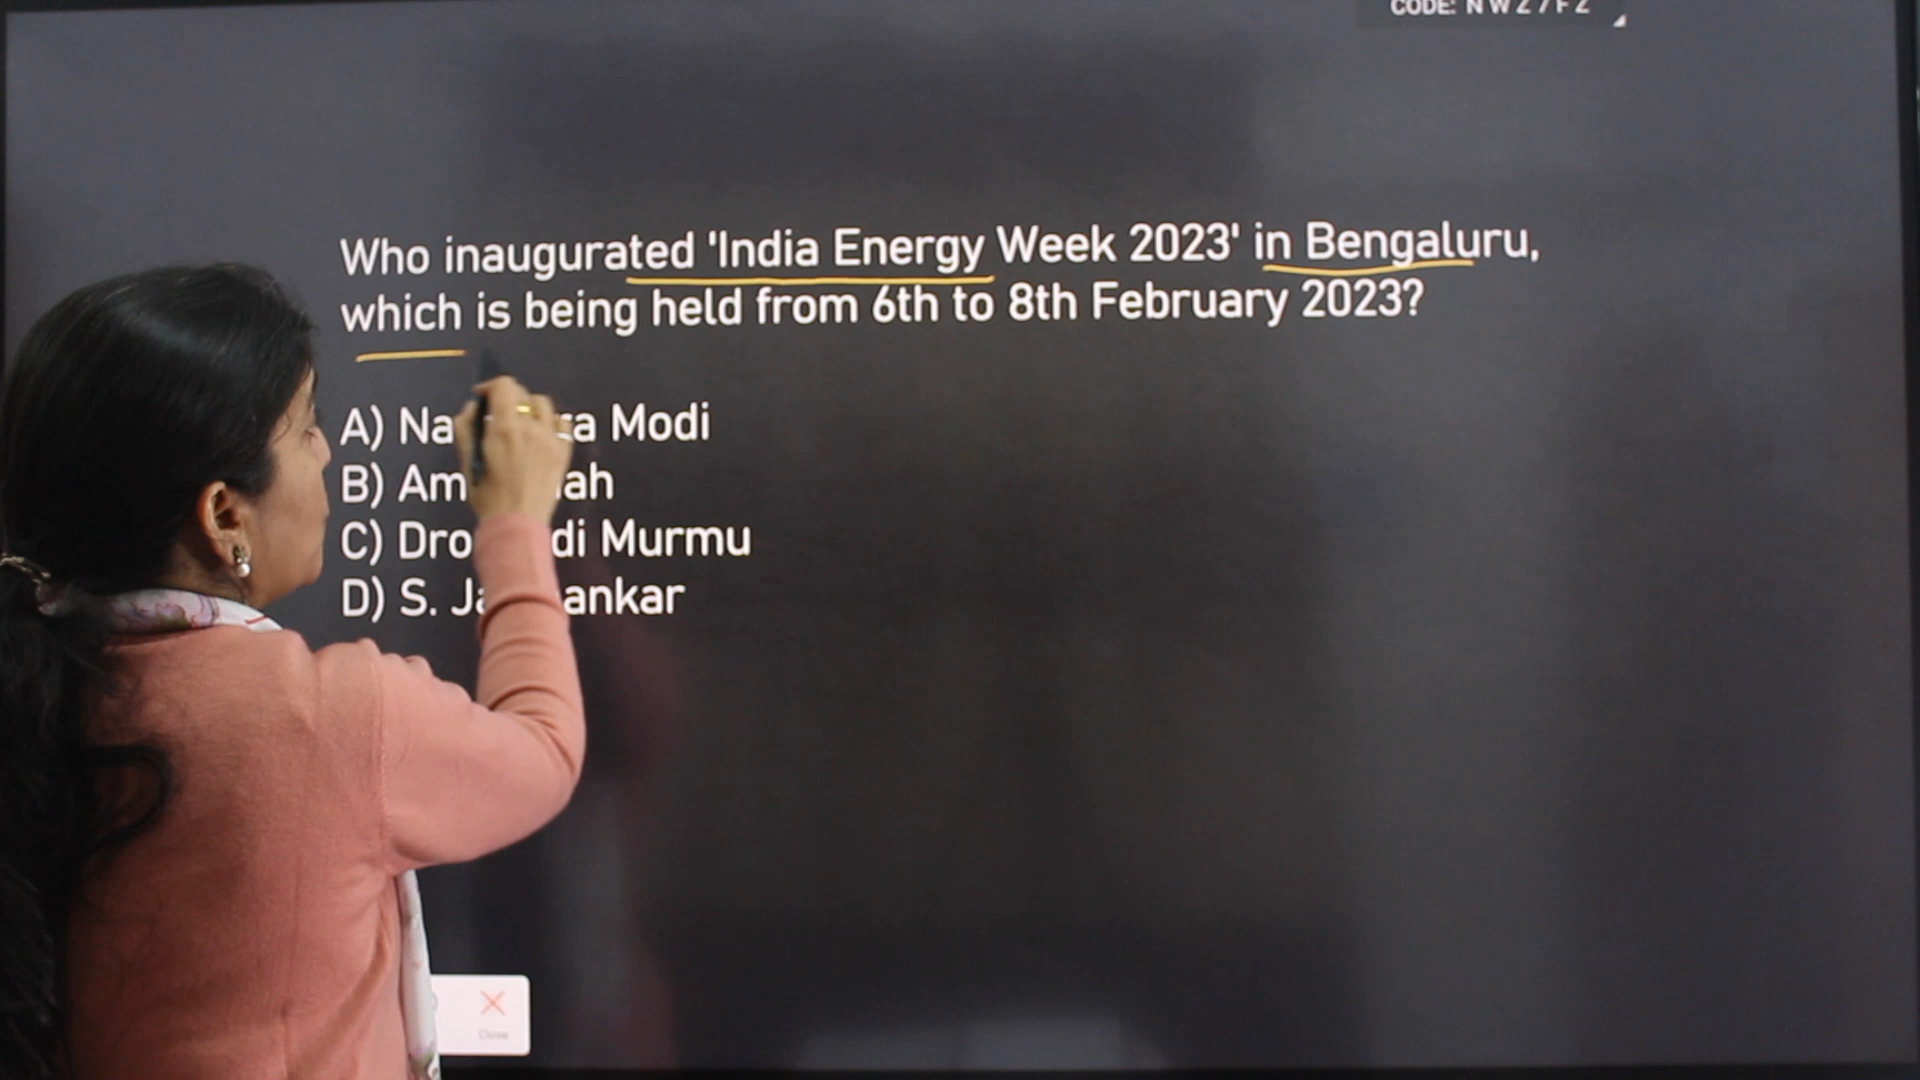 CODE: NWZ7FZ
Who inaugurated 'India Energy Week 2023' in Bengaluru,
which is being held from 6th to 8th February 2023?
A) Na ra Modi
B) Am ah
C) Dro di Murmu
D) S. Ja ankar
Close